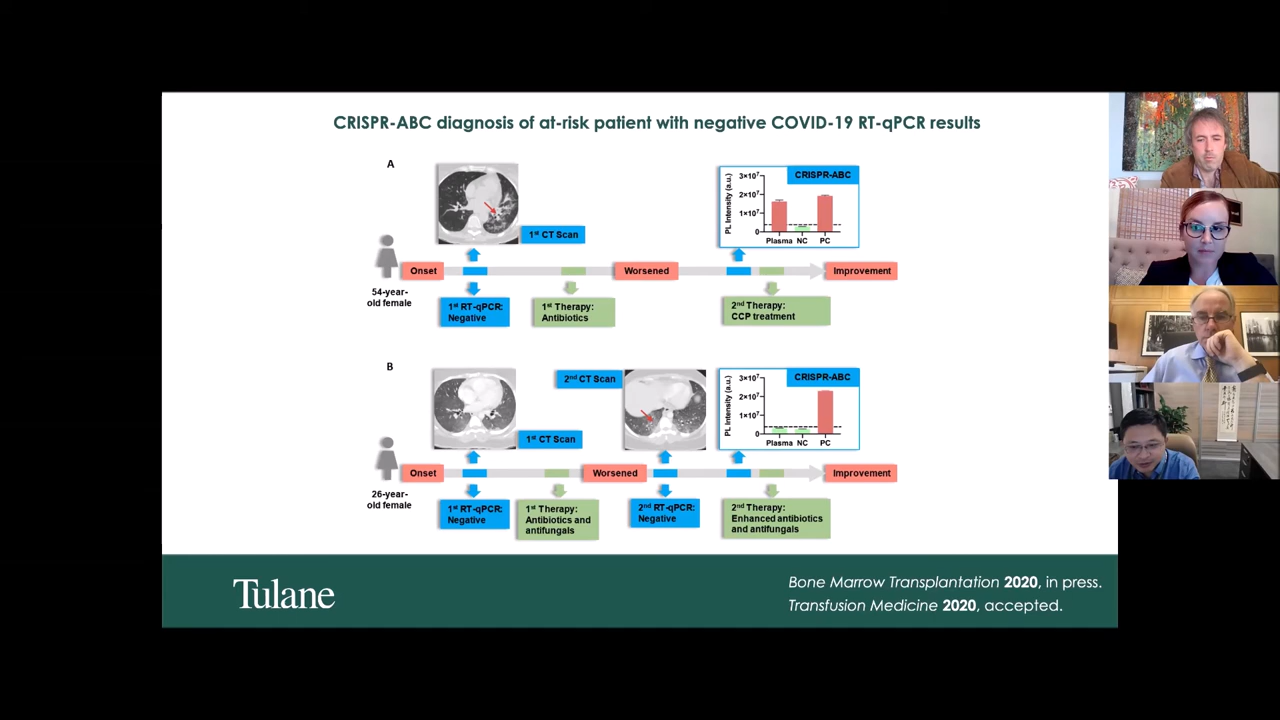 CRISPR-ABC diagnosis of at-risk patient with negative COVID-19 RT-qPCR results
A
54-year-
old female
Onset
1st CT Scan
1st RT-qPCR:
Negative
1st Therapy:
Antibiotics
Worsened
CRISPR-ABC
PL Intensity (a.u.)
3×10⁷
2×10⁷
1×10⁷
0
Plasma NC PC
2nd Therapy:
CCP treatment
Improvement
B
26-year-
old female
Onset
1st CT Scan
1st RT-qPCR:
Negative
1st Therapy:
Antibiotics and
antifungals
Worsened
2nd CT Scan
2nd RT-qPCR:
Negative
CRISPR-ABC
PL Intensity (a.u.)
3×10⁷
2×10⁷
1×10⁷
0
Plasma NC PC
2nd Therapy:
Enhanced antibiotics
and antifungals
Improvement
Tulane
Bone Marrow Transplantation 2020, in press.
Transfusion Medicine 2020, accepted.